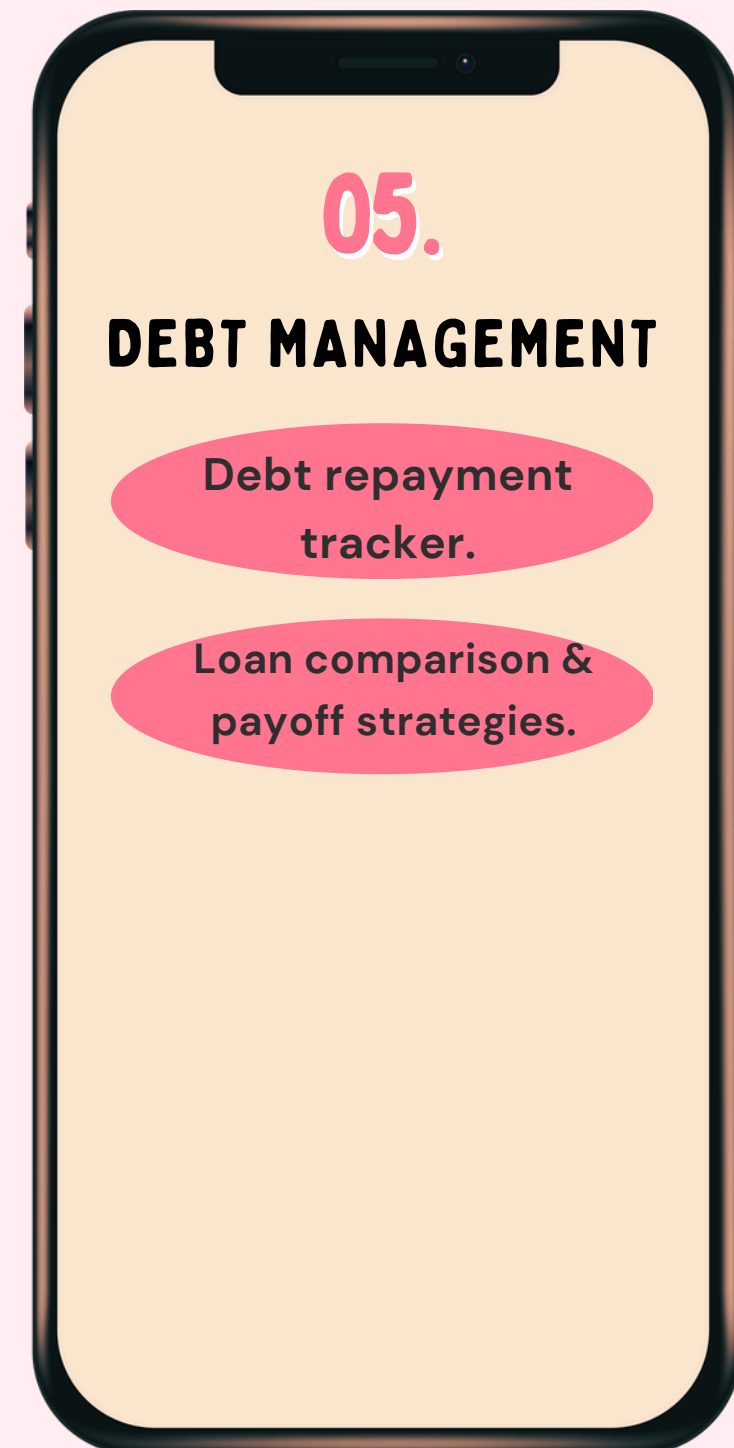 05.
DEBT MANAGEMENT
Debt repayment
tracker.
Loan comparison &
payoff strategies.